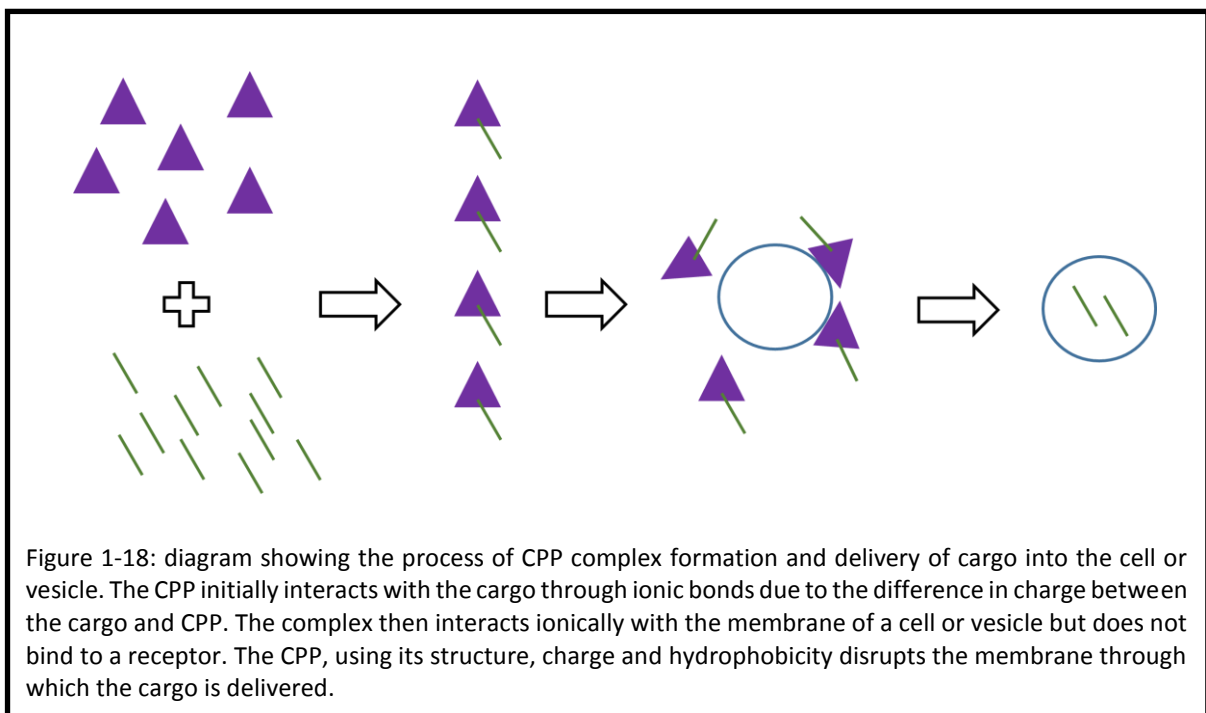 Figure 1-18: diagram showing the process of CPP complex formation and delivery of cargo into the cell or
vesicle. The CPP initially interacts with the cargo through ionic bonds due to the difference in charge between
the cargo and CPP. The complex then interacts ionically with the membrane of a cell or vesicle but does not
bind to a receptor. The CPP, using its structure, charge and hydrophobicity disrupts the membrane through
which the cargo is delivered.